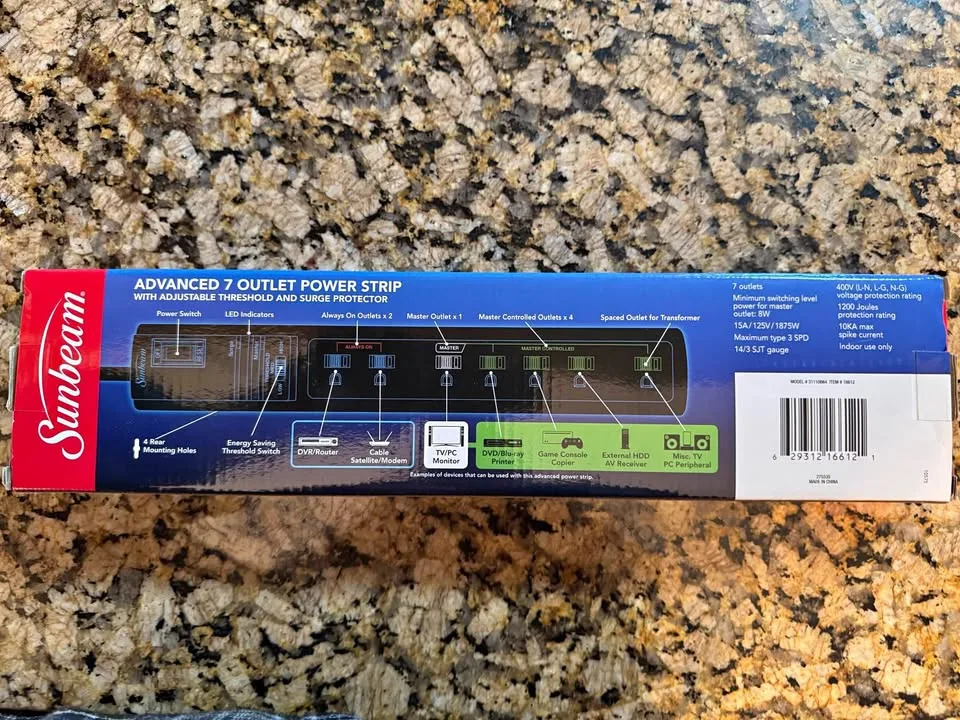 Sunbeam®
ADVANCED 7 OUTLET POWER STRIP
WITH ADJUSTABLE THRESHOLD AND SURGE PROTECTOR
Power Switch
LED Indicators
Always On Outlets x 2
Master Outlet x 1
Master Controlled Outlets x 4
Spaced Outlet for Transformer
Sunbeam
ALWAYS ON
MASTER
MASTER CONTROLLED
4 Rear
Mounting Holes
Energy Saving
Threshold Switch
DVR/Router
Cable
Satellite/Modem
TV/PC
Monitor
DVD/Blu-ray
Printer
Game Console
Copier
External HDD
AV Receiver
Misc. TV
PC Peripheral
Examples of devices that can be used with this advanced power strip.
7 outlets
Minimum switching level
power for master
outlet: 8W
15A/125V/1875W
Maximum type 3 SPD
14/3 SJT gauge
400V (L-N, L-G, N-G)
voltage protection rating
1200 Joules
protection rating
10KA max
spike current
Indoor use only
6 29312 16612 1
MADE IN CHINA